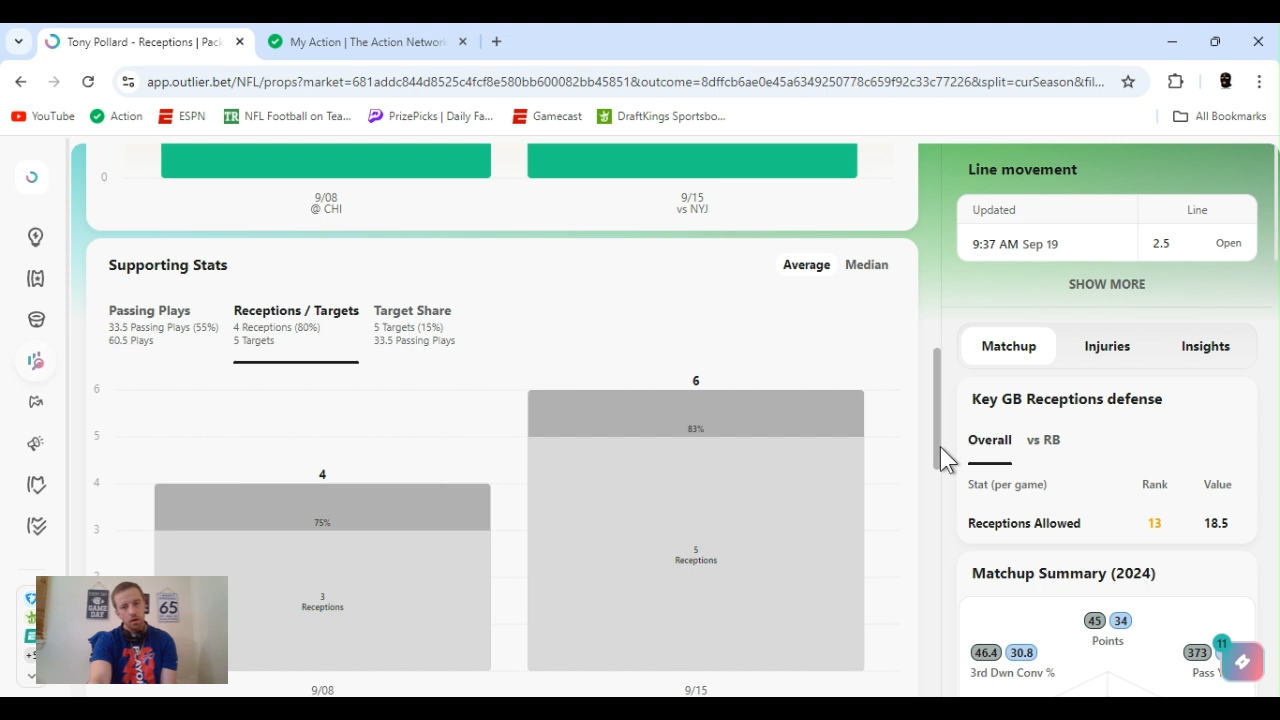 Tony Pollard - Receptions | Pack
My Action | The Action Network
app.outlier.bet/NFL/props?market=681addc844d8525c4fcf8e580bb600082bb45851&outcome=8dffcb6ae0e45a6349250778c659f92c33c77226&split=curSeason&fil...
YouTube
Action
ESPN
NFL Football on Tea...
PrizePicks | Daily Fa...
Gamecast
DraftKings Sportsbo...
All Bookmarks
0
9/08
@ CHI
9/15
vs NYJ
Supporting Stats
Average
Median
Passing Plays
33.5 Passing Plays (55%)
60.5 Plays
Receptions / Targets
4 Receptions (80%)
5 Targets
Target Share
5 Targets (15%)
33.5 Passing Plays
6
5
4
3
4
75%
3
Receptions
6
83%
5
Receptions
9/08
9/15
Line movement
Updated
Line
9:37 AM Sep 19
2.5
Open
SHOW MORE
Matchup
Injuries
Insights
Key GB Receptions defense
Overall
vs RB
Stat (per game)
Rank
Value
Receptions Allowed
13
18.5
Matchup Summary (2024)
45
34
Points
46.4
30.8
3rd Dwn Conv %
373
Pass Y
11
GAME
DAY
65